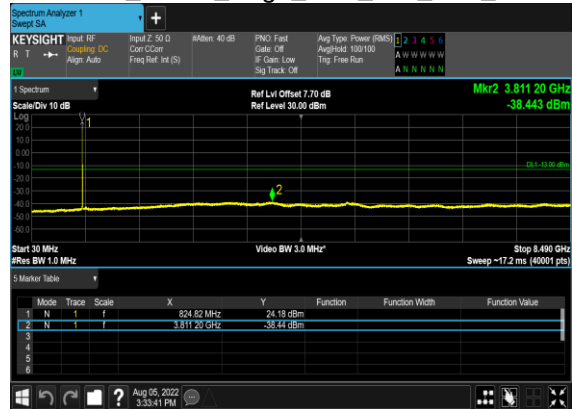 Spectrum Analyzer 1
Swept SA
KEYSIGHT Input: RF Input Z: 50 Ω #Atten: 40 dB PNO: Fast Avg Type: Power (RMS) 1 2 3 4 5 6
R T Coupling: DC Corr CCorr Gate: Off Avg|Hold: 100/100 A W W W W W
Align: Auto Freq Ref: Int (S) IF Gain: Low Trig: Free Run
Sig Track: Off A N N N N N
1 Spectrum Ref Lvl Offset 7.70 dB Mkr2 3.811 20 GHz
Scale/Div 10 dB Ref Level 30.00 dBm -38.443 dBm
Log
20.0
10.0
0.00
-10.0
-20.0
-30.0
-40.0
-50.0
-60.0
1
DL1 -13.00 dBm
2
Start 30 MHz Video BW 3.0 MHz* Stop 8.490 GHz
#Res BW 1.0 MHz Sweep ~17.2 ms (40001 pts)
5 Marker Table
Mode Trace Scale X Y Function Function Width Function Value
1 N 1 f 824.82 MHz 24.18 dBm
2 N 1 f 3.811 20 GHz -38.44 dBm
3
4
5
6
? Aug 05, 2022
3:33:41 PM